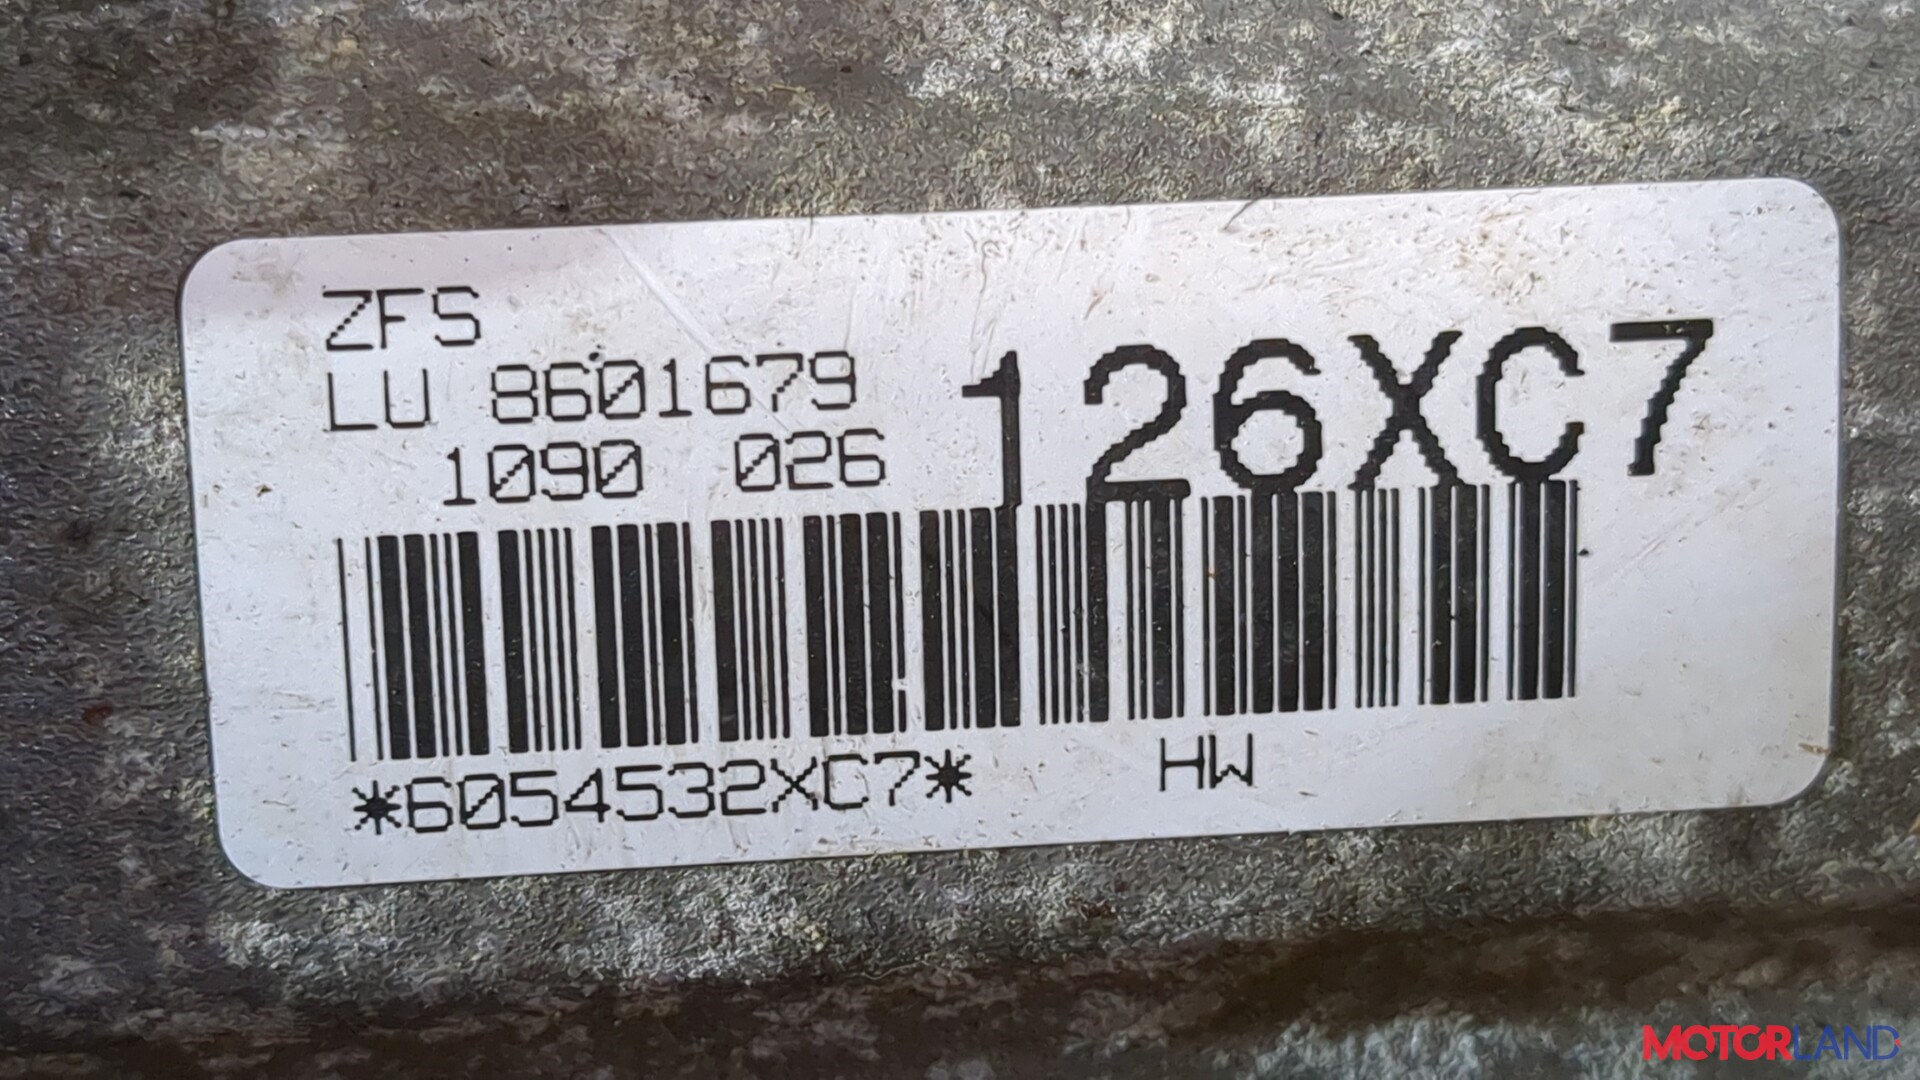 ZFS
LU 8601679
1090 026
126XC7
*6054532XC7*
HW
MOTORLAND